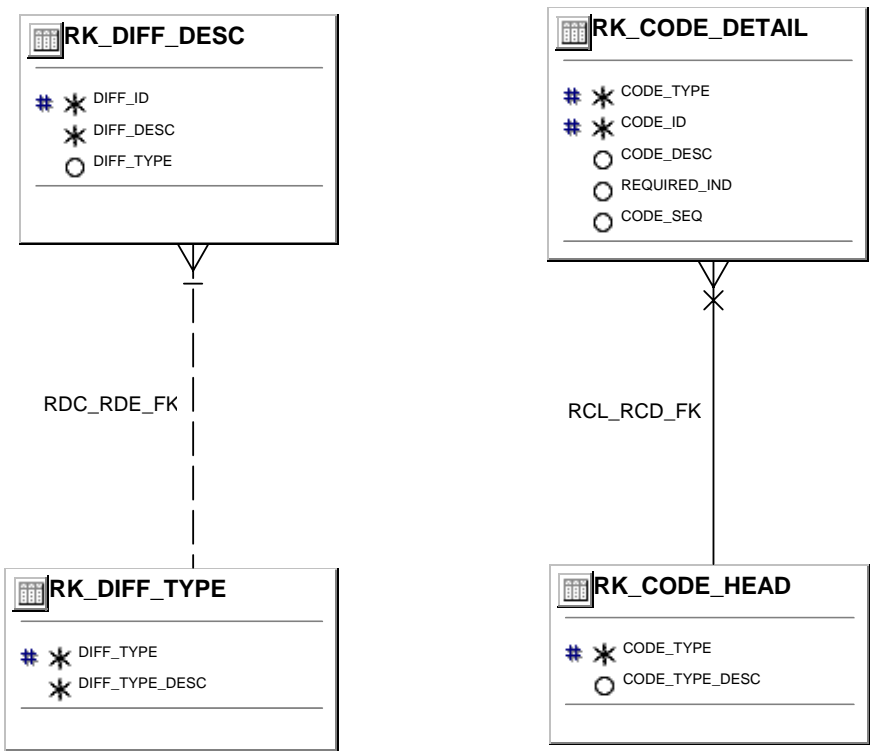 RK_DIFF_DESC
# * DIFF_ID
* DIFF_DESC
O DIFF_TYPE
RDC_RDE_FK
RK_DIFF_TYPE
# * DIFF_TYPE
* DIFF_TYPE_DESC
RK_CODE_DETAIL
# * CODE_TYPE
# * CODE_ID
O CODE_DESC
O REQUIRED_IND
O CODE_SEQ
RCL_RCD_FK
RK_CODE_HEAD
# * CODE_TYPE
O CODE_TYPE_DESC